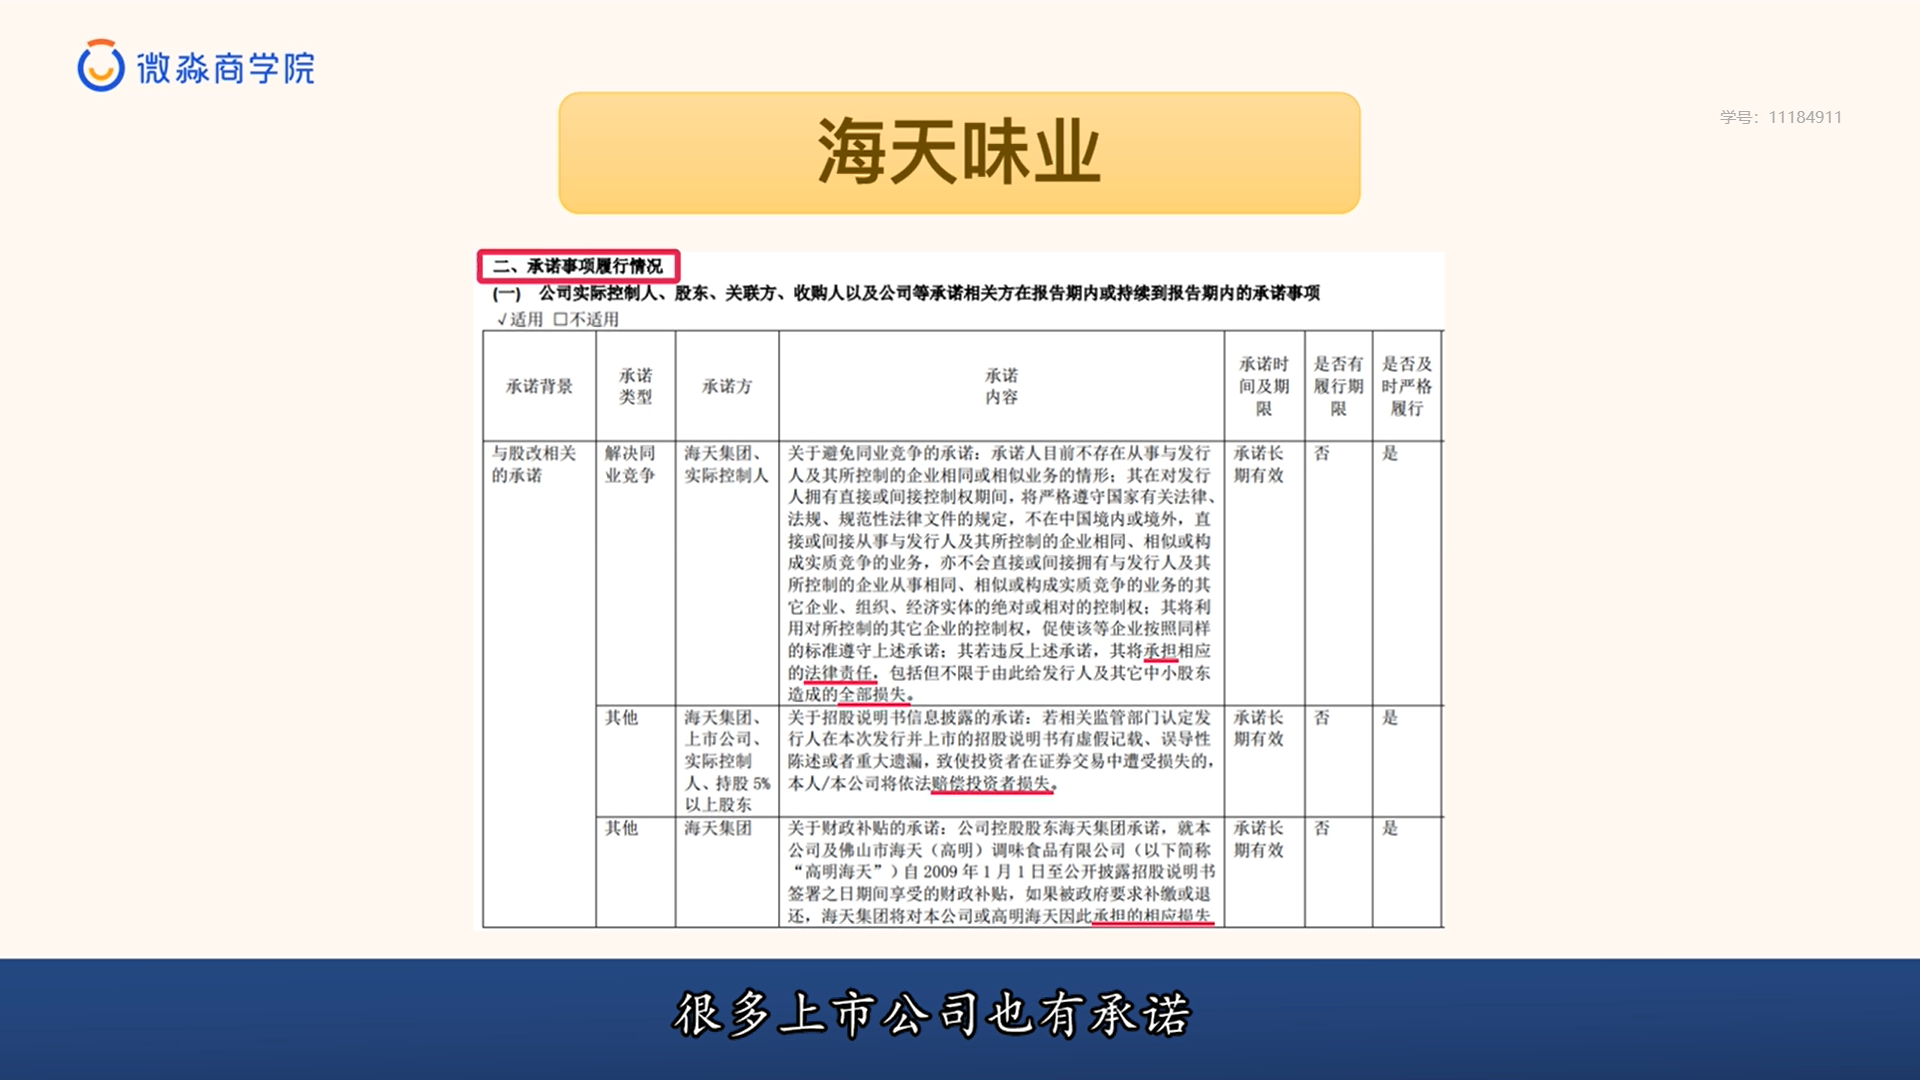 微淼商学院
学号：11184911
海天味业
二、承诺事项履行情况
(一) 公司实际控制人、股东、关联方、收购人以及公司等承诺相关方在报告期内或持续到报告期内的承诺事项
√适用 □不适用
承诺背景
承诺
类型
承诺方
承诺
内容
承诺时
间及期
限
是否有
履行期
限
是否及
时严格
履行
与股改相关
的承诺
解决同
业竞争
海天集团、
实际控制人
关于避免同业竞争的承诺：承诺人目前不存在从事与发行
人及其所控制的企业相同或相似业务的情形；其在对发行
人拥有直接或间接控制权期间，将严格遵守国家有关法律、
法规、规范性法律文件的规定，不在中国境内或境外，直
接或间接从事与发行人及其所控制的企业相同、相似或构
成实质竞争的业务，亦不会直接或间接拥有与发行人及其
所控制的企业从事相同、相似或构成实质竞争的业务的其
它企业、组织、经济实体的绝对或相对的控制权；其将利
用对所控制的其它企业的控制权，促使该等企业按照同样
的标准遵守上述承诺；其若违反上述承诺，其将承担相应
的法律责任，包括但不限于由此给发行人及其它中小股东
造成的全部损失。
承诺长
期有效
否
是
其他
海天集团、
上市公司、
实际控制
人、持股 5%
以上股东
关于招股说明书信息披露的承诺：若相关监管部门认定发
行人在本次发行并上市的招股说明书有虚假记载、误导性
陈述或者重大遗漏，致使投资者在证券交易中遭受损失的，
本人/本公司将依法赔偿投资者损失。
承诺长
期有效
否
是
其他
海天集团
关于财政补贴的承诺：公司控股股东海天集团承诺，就本
公司及佛山市海天（高明）调味食品有限公司（以下简称
“高明海天”）自 2009 年 1 月 1 日至公开披露招股说明书
签署之日期间享受的财政补贴，如果被政府要求补缴或退
还，海天集团将对本公司或高明海天因此承担的相应损失
承诺长
期有效
否
是
很多上市公司也有承诺